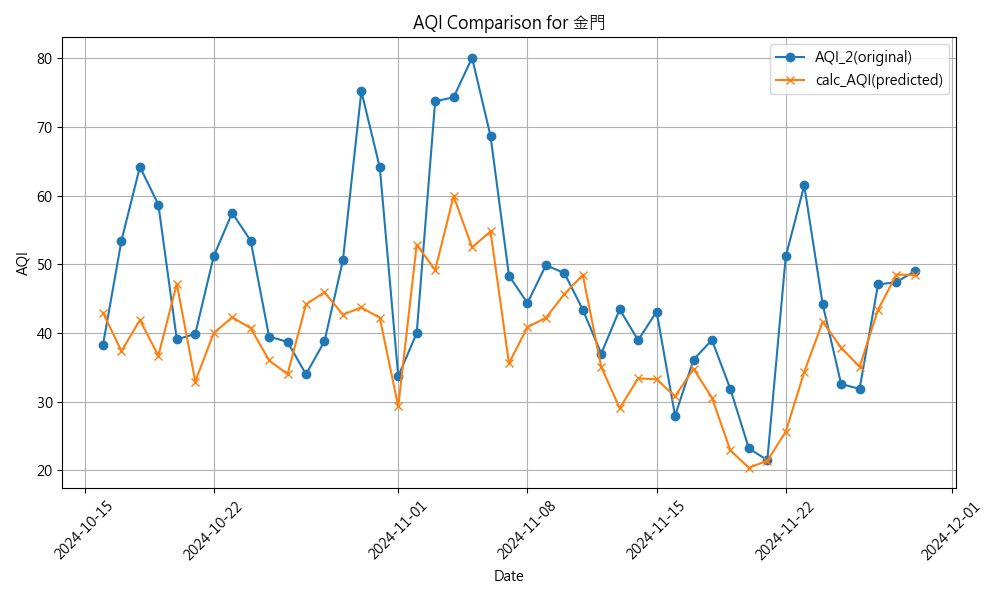 AQI Comparison for 金門
AQI_2(original)
calc_AQI(predicted)
AQI
80
70
60
50
40
30
20
2024-10-15
2024-10-22
2024-11-01
2024-11-08
2024-11-15
2024-11-22
2024-12-01
Date